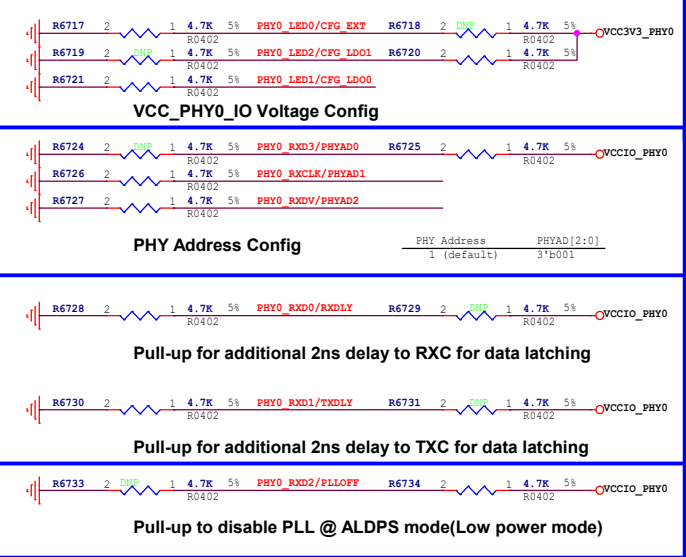 R6717 2 1 4.7K 5% PHY0_LED0/CFG_EXT R6718 2 DNP 1 4.7K 5% VCC3V3_PHY0
R0402 R0402
R6719 2 DNP 1 4.7K 5% PHY0_LED2/CFG_LDO1 R6720 2 1 4.7K 5%
R0402 R0402
R6721 2 1 4.7K 5% PHY0_LED1/CFG_LDO0
R0402
VCC_PHY0_IO Voltage Config
R6724 2 DNP 1 4.7K 5% PHY0_RXD3/PHYAD0 R6725 2 1 4.7K 5% VCCIO_PHY0
R0402 R0402
R6726 2 1 4.7K 5% PHY0_RXCLK/PHYAD1
R0402
R6727 2 1 4.7K 5% PHY0_RXDV/PHYAD2
R0402
PHY Address Config
PHY Address PHYAD[2:0]
1 (default) 3'b001
R6728 2 1 4.7K 5% PHY0_RXD0/RXDLY R6729 2 DNP 1 4.7K 5% VCCIO_PHY0
R0402 R0402
Pull-up for additional 2ns delay to RXC for data latching
R6730 2 1 4.7K 5% PHY0_RXD1/TXDLY R6731 2 DNP 1 4.7K 5% VCCIO_PHY0
R0402 R0402
Pull-up for additional 2ns delay to TXC for data latching
R6733 2 DNP 1 4.7K 5% PHY0_RXD2/PLLOFF R6734 2 1 4.7K 5% VCCIO_PHY0
R0402 R0402
Pull-up to disable PLL @ ALDPS mode(Low power mode)